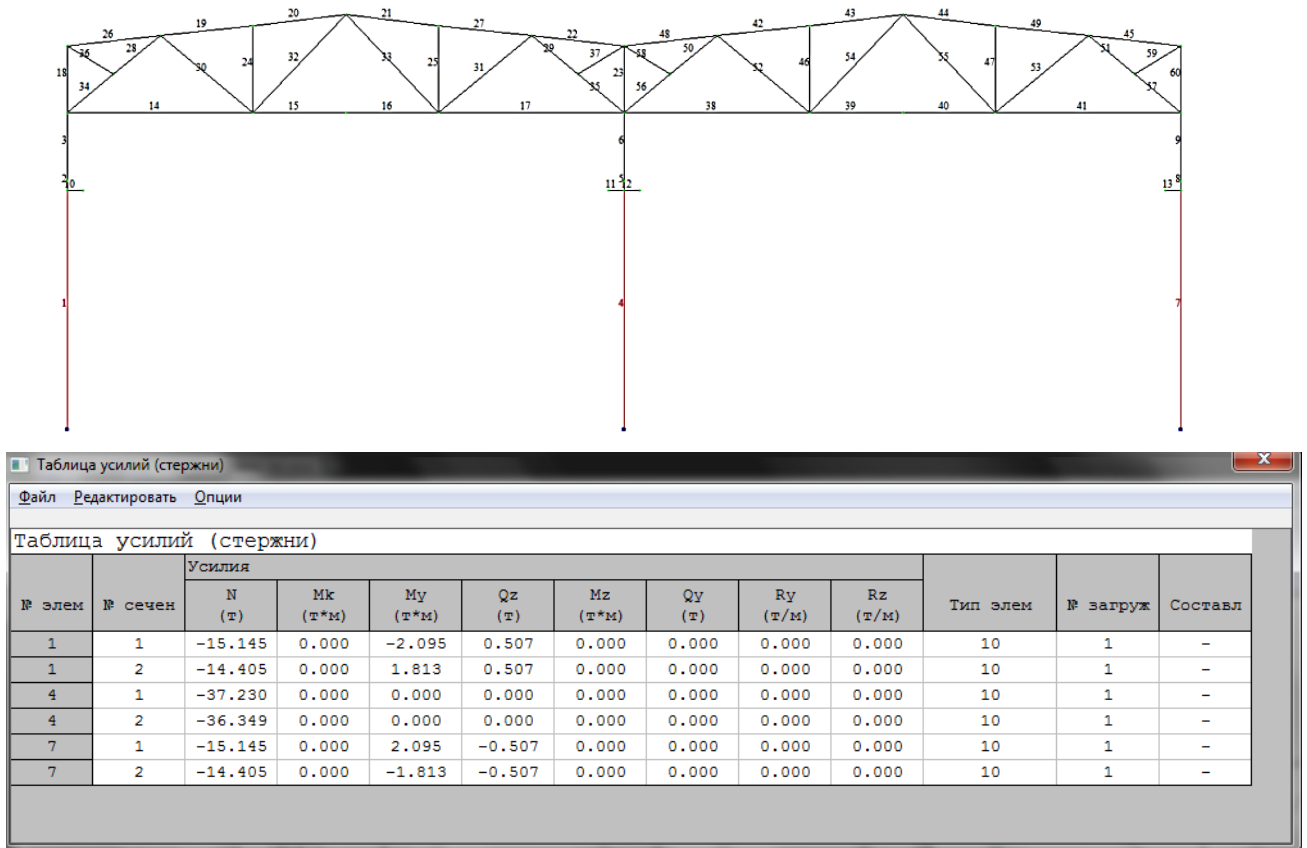 20 21 43 44
19 27 42 49
26 22 48 45
36 28 29 37 58 50 51 59
18 30 24 32 33 25 31 23 52 46 54 55 47 53 60
34 35 56 57
14 15 16 17 38 39 40 41
3 6 9
2 10 11 5 12 13 8
1 4 7
Таблица усилий (стержни)
Файл Редактировать Опции
Таблица усилий (стержни)
№ элем № сечен Усилия Тип элем № загруж Составл
N Mk My Qz Mz Qy Ry Rz
(т) (т*м) (т*м) (т) (т*м) (т) (т/м) (т/м)
1 1 -15.145 0.000 -2.095 0.507 0.000 0.000 0.000 0.000 10 1 -
1 2 -14.405 0.000 1.813 0.507 0.000 0.000 0.000 0.000 10 1 -
4 1 -37.230 0.000 0.000 0.000 0.000 0.000 0.000 0.000 10 1 -
4 2 -36.349 0.000 0.000 0.000 0.000 0.000 0.000 0.000 10 1 -
7 1 -15.145 0.000 2.095 -0.507 0.000 0.000 0.000 0.000 10 1 -
7 2 -14.405 0.000 -1.813 -0.507 0.000 0.000 0.000 0.000 10 1 -